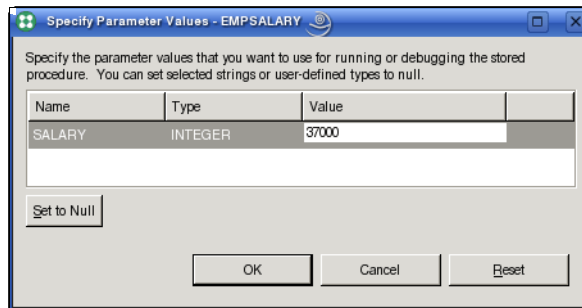 Specify Parameter Values - EMPSALARY
Specify the parameter values that you want to use for running or debugging the stored
procedure. You can set selected strings or user-defined types to null.
Name Type Value
SALARY INTEGER 37000
Set to Null
OK Cancel Reset